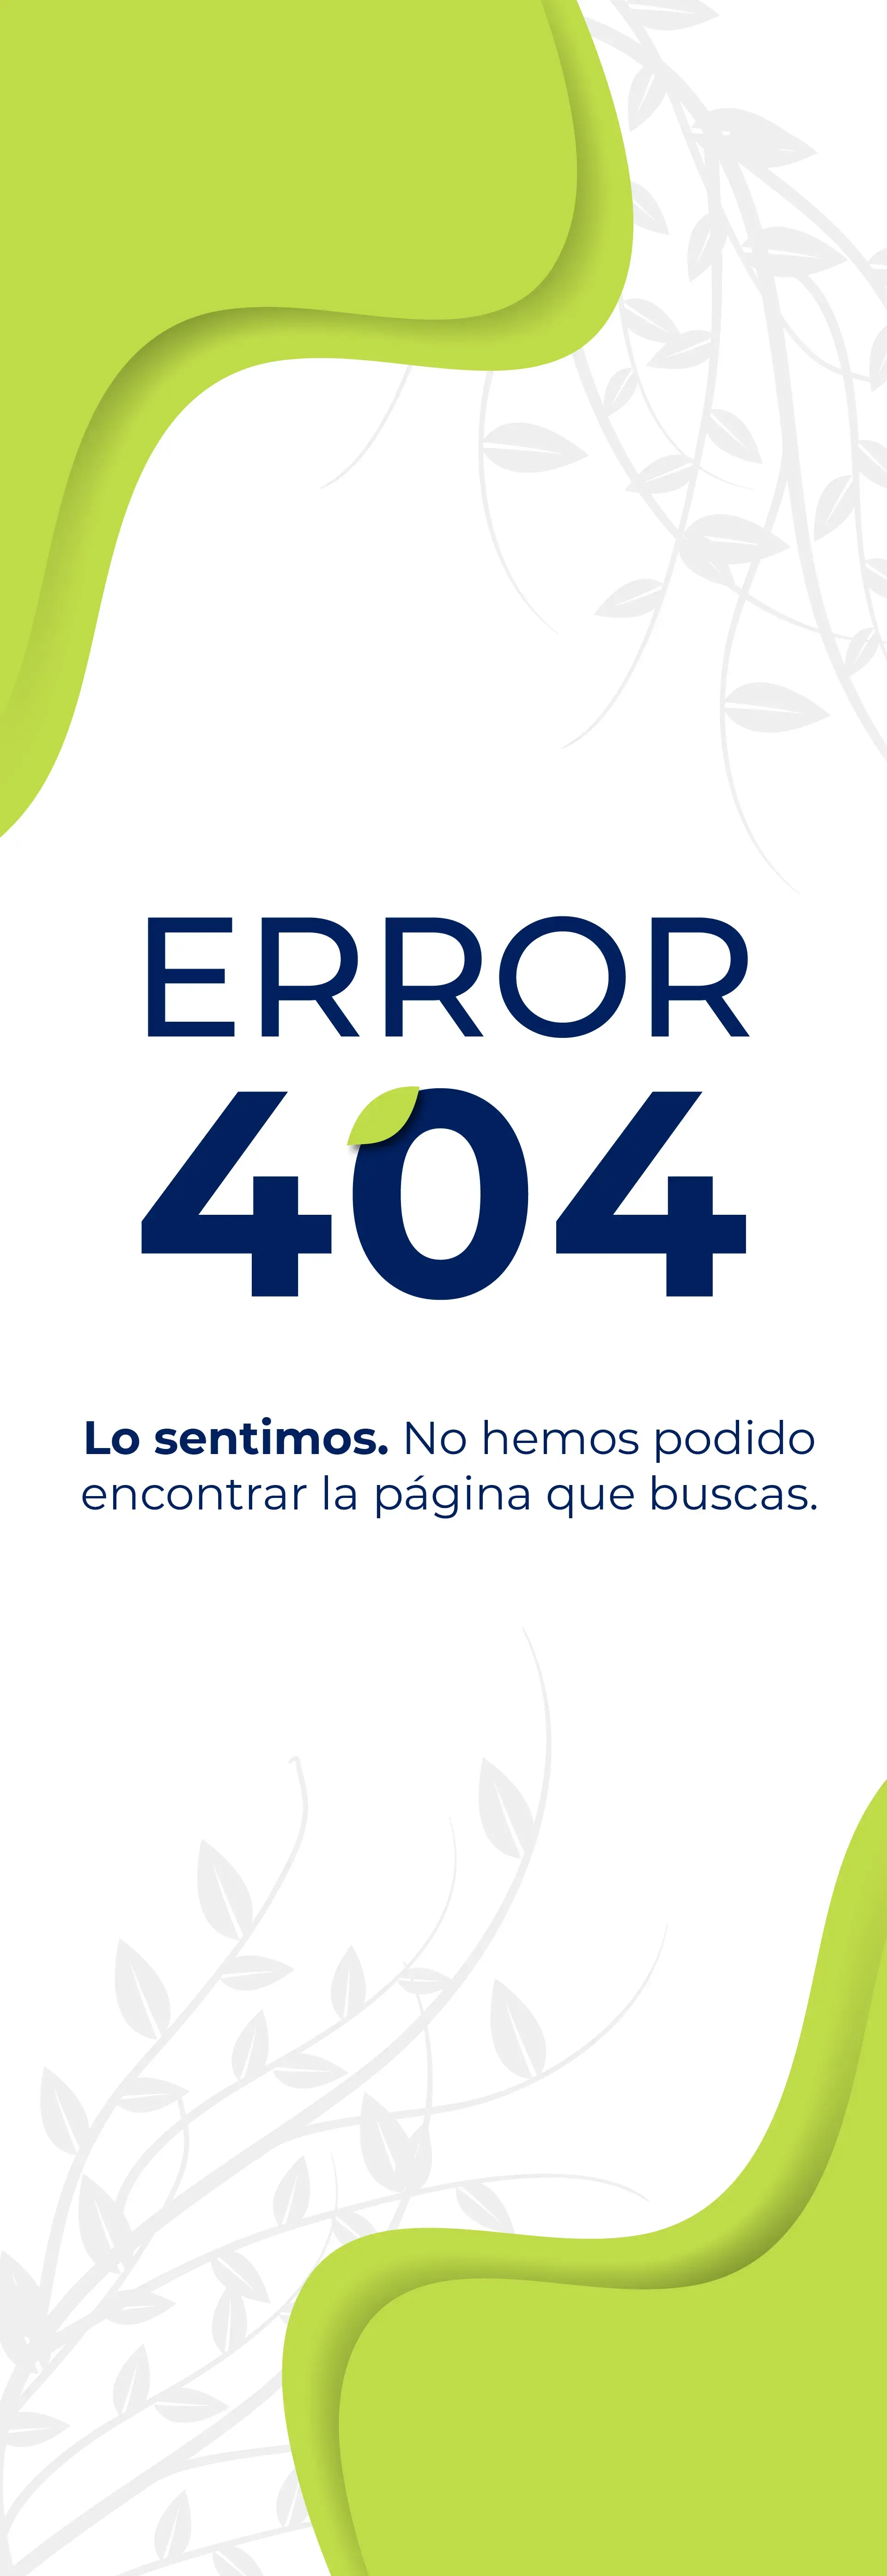 ERROR
404
Lo sentimos. No hemos podido
encontrar la página que buscas.